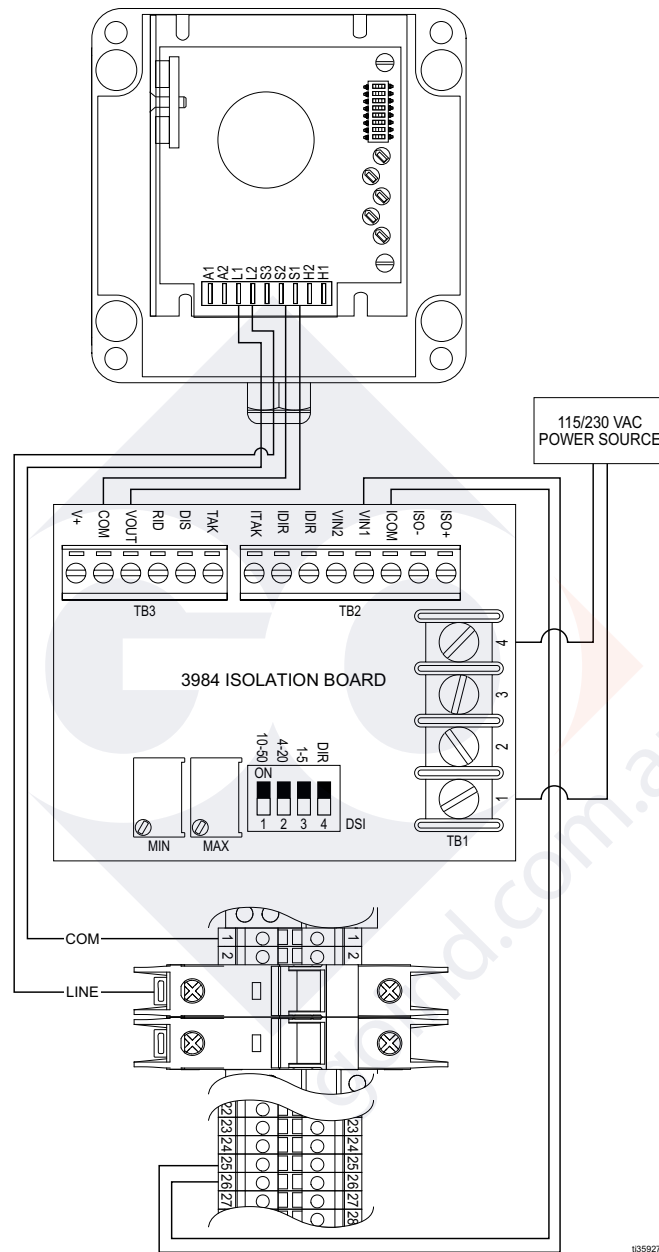 A1
A2
L1
L2
S3
S2
S1
H2
H1
115/230 VAC
POWER SOURCE
V+
COM
VOUT
RID
DIS
TAK
ITAK
IDIR
IDIR
VIN2
VIN1
ICOM
ISO-
ISO+
TB3
TB2
4
3
2
1
TB1
3984 ISOLATION BOARD
10-50
4-20
1-5
DIR
ON
1 2 3 4
DSI
MIN
MAX
COM
1 1
2 2
LINE
22
23 23
24 24
25 25
26 26
27 27
28
goind.com.a
ti35927